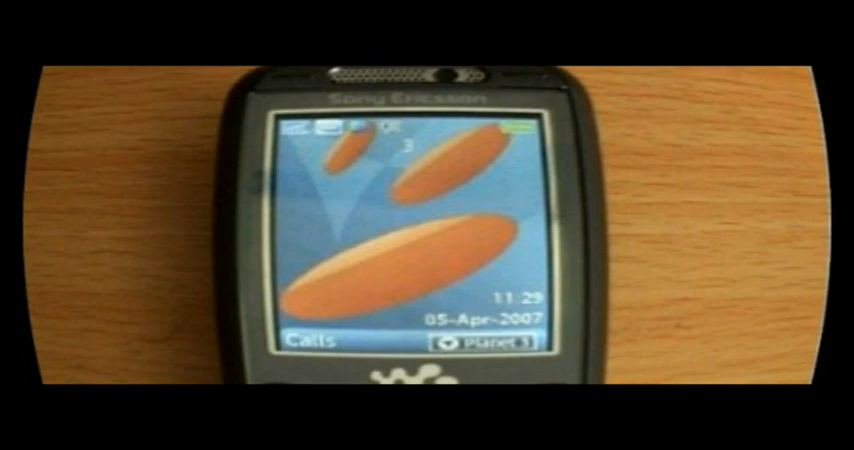 Sony Ericsson
3
11:29
05-Apr-2007
Calls
Planet 3